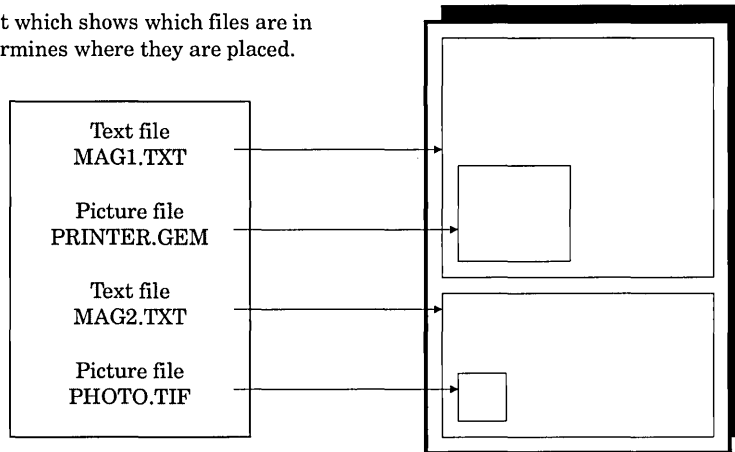 t which shows which files are in
rmines where they are placed.
Text file
MAG1.TXT
Picture file
PRINTER.GEM
Text file
MAG2.TXT
Picture file
PHOTO.TIF